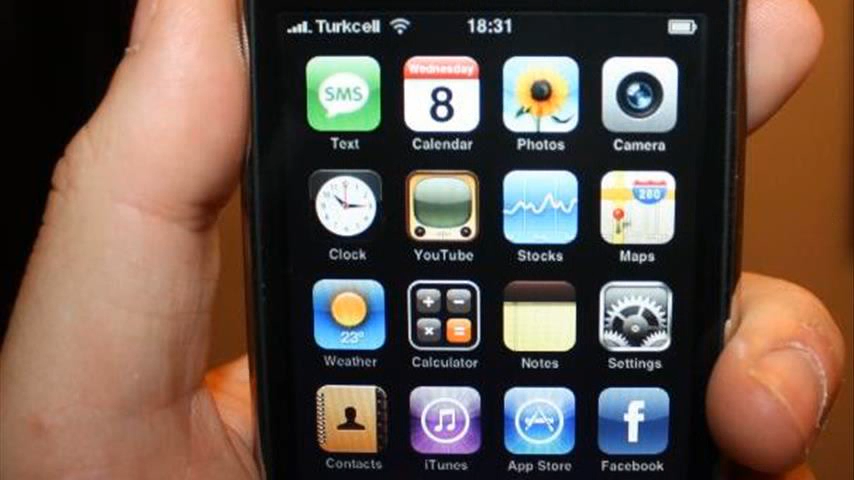 Turkcell 18:31
Wednesday
SMS 8
Text Calendar Photos Camera
280
Clock YouTube Stocks Maps
23°
Weather Calculator Notes Settings
f
Contacts iTunes App Store Facebook